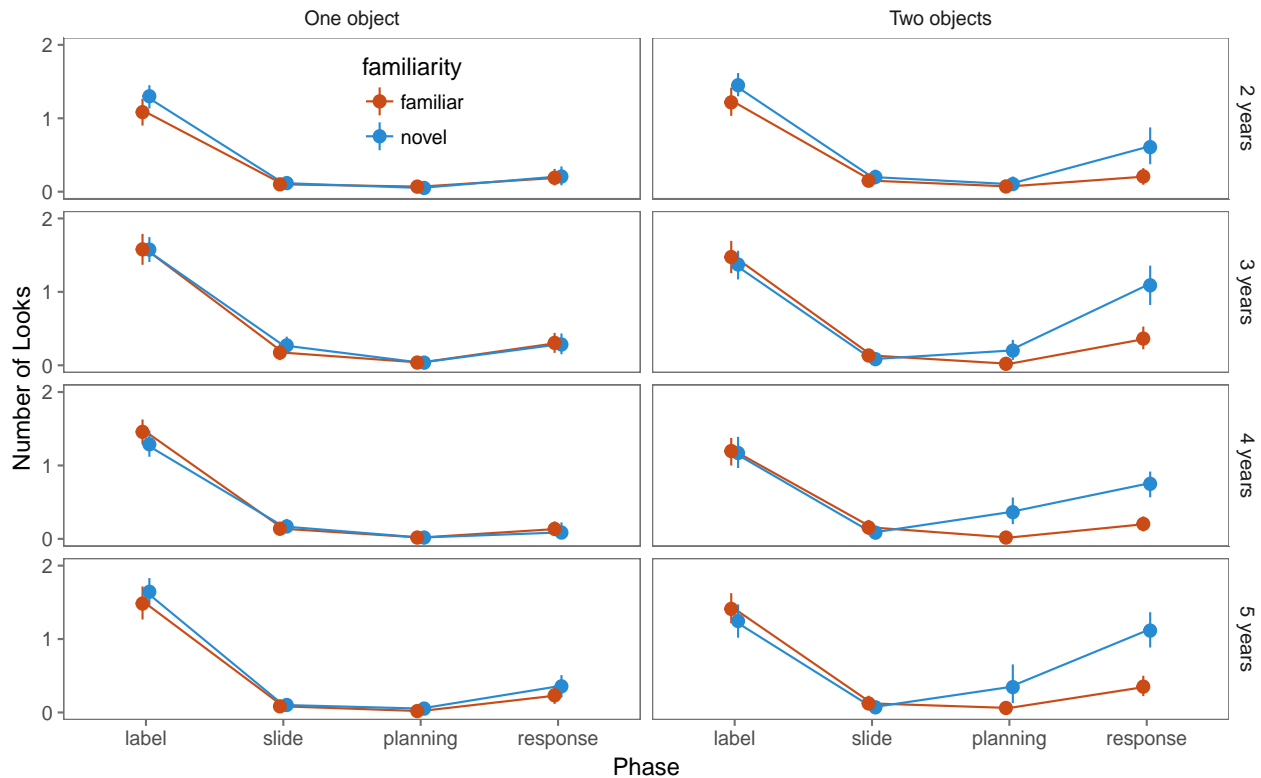 One object
Two objects
2
1
0
familiarity
familiar
novel
2 years
2
1
0
3 years
2
1
0
4 years
2
1
0
5 years
Number of Looks
label slide planning response
label slide planning response
Phase